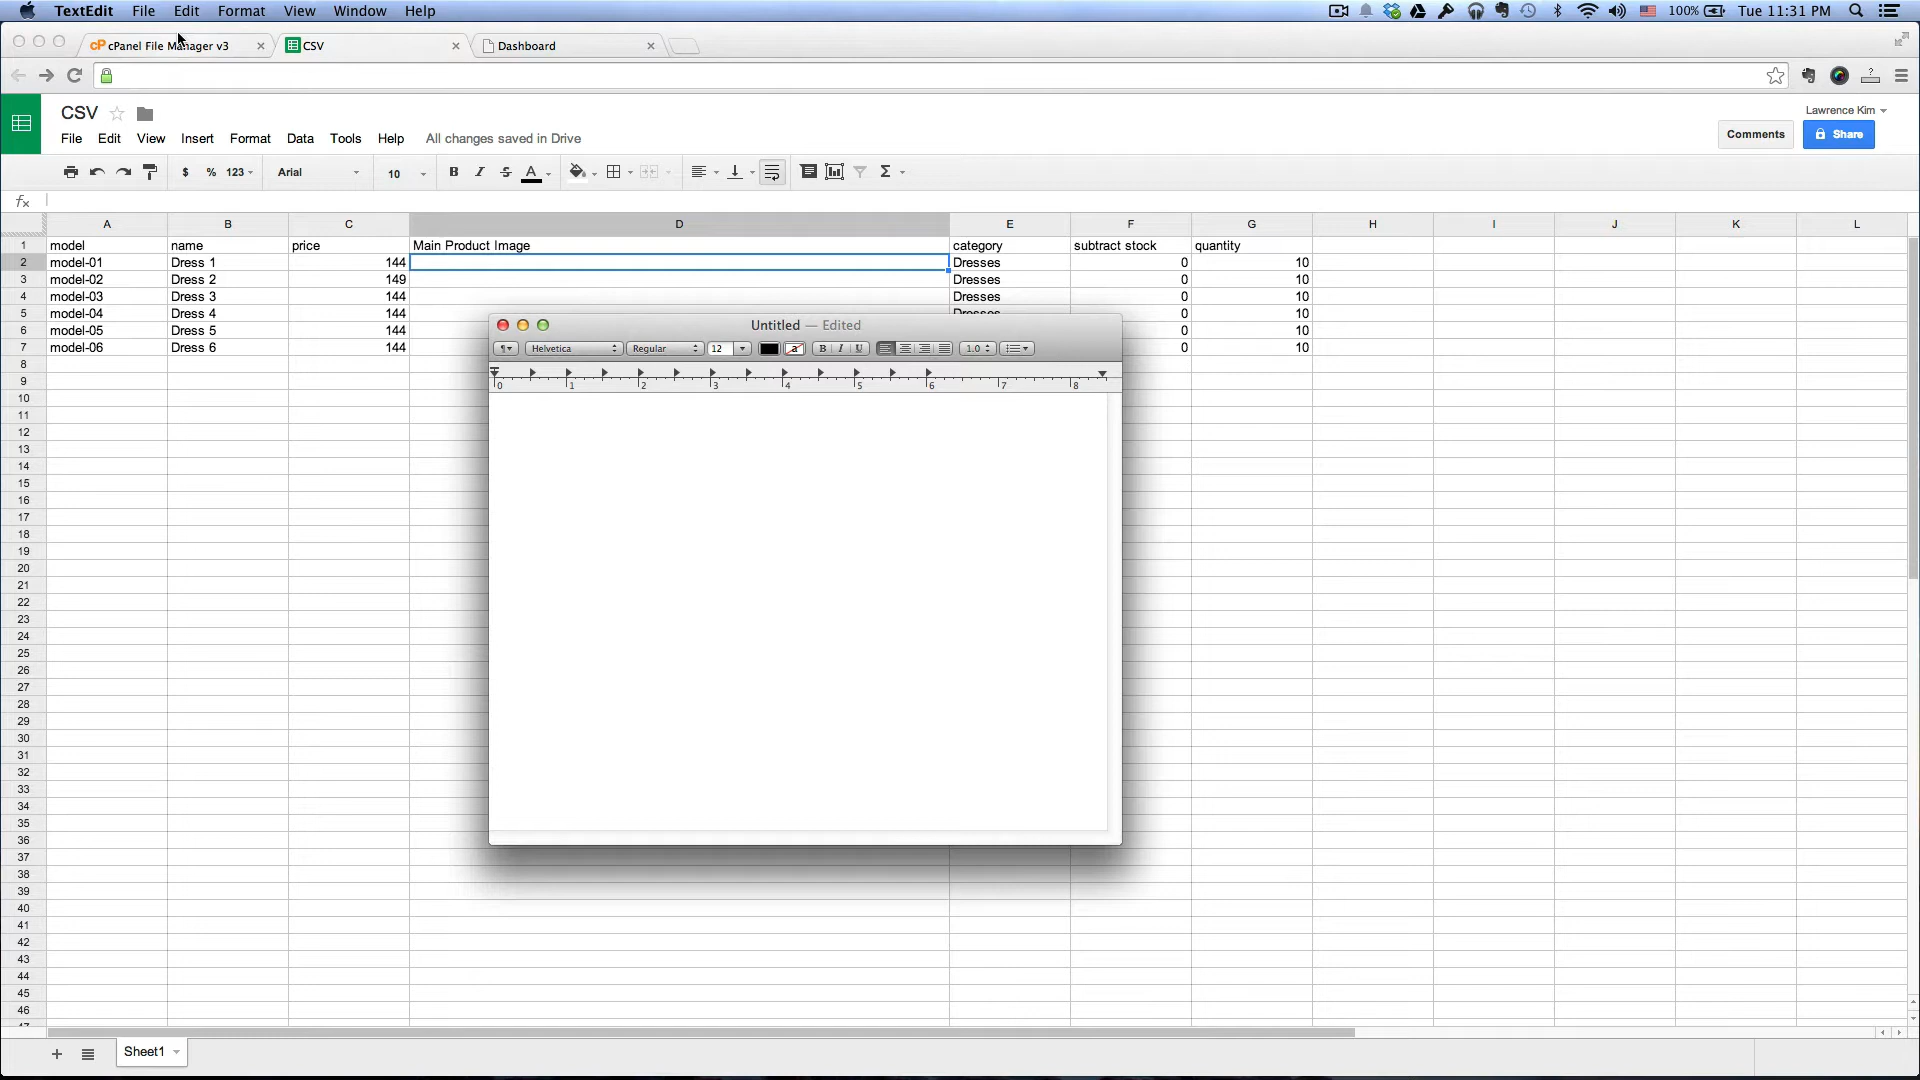 TextEdit File Edit Format View Window Help 100% Tue 11:31 PM
cP cPanel File Manager v3 CSV Dashboard
CSV Lawrence Kim
File Edit View Insert Format Data Tools Help All changes saved in Drive Comments Share
$ % 123 Arial 10 B I S A Σ
fx
A B C D E F G H I J K L
1 model name price Main Product Image category subtract stock quantity
2 model-01 Dress 1 144 Dresses 0 10
3 model-02 Dress 2 149 Dresses 0 10
4 model-03 Dress 3 144 Dresses 0 10
5 model-04 Dress 4 144 Dresses 0 10
6 model-05 Dress 5 144 0 10
7 model-06 Dress 6 144 0 10
Untitled — Edited
Helvetica Regular 12 a B I U 1.0
0 1 2 3 4 5 6 7 8
8
9
10
11
12
13
14
15
16
17
18
19
20
21
22
23
24
25
26
27
28
29
30
31
32
33
34
35
36
37
38
39
40
41
42
43
44
45
46
47
Sheet1